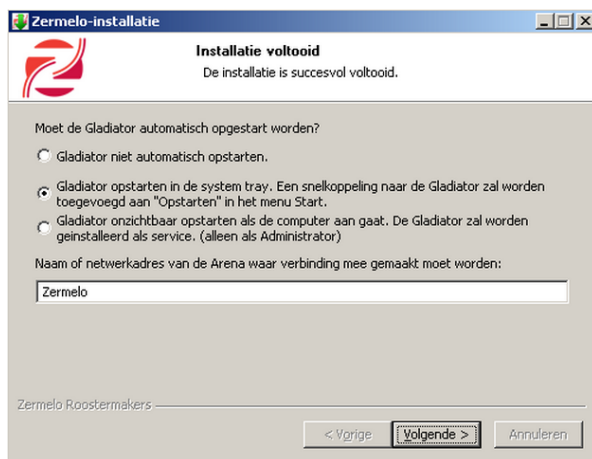 Zermelo-installatie
Installatie voltooid
De installatie is succesvol voltooid.
Moet de Gladiator automatisch opgestart worden?
Gladiator niet automatisch opstarten.
Gladiator opstarten in de system tray. Een snelkoppeling naar de Gladiator zal worden
toegevoegd aan "Opstarten" in het menu Start.
Gladiator onzichtbaar opstarten als de computer aan gaat. De Gladiator zal worden
geinstalleerd als service. (alleen als Administrator)
Naam of netwerkadres van de Arena waar verbinding mee gemaakt moet worden:
Zermelo
Zermelo Roostermakers
< Vorige Volgende > Annuleren